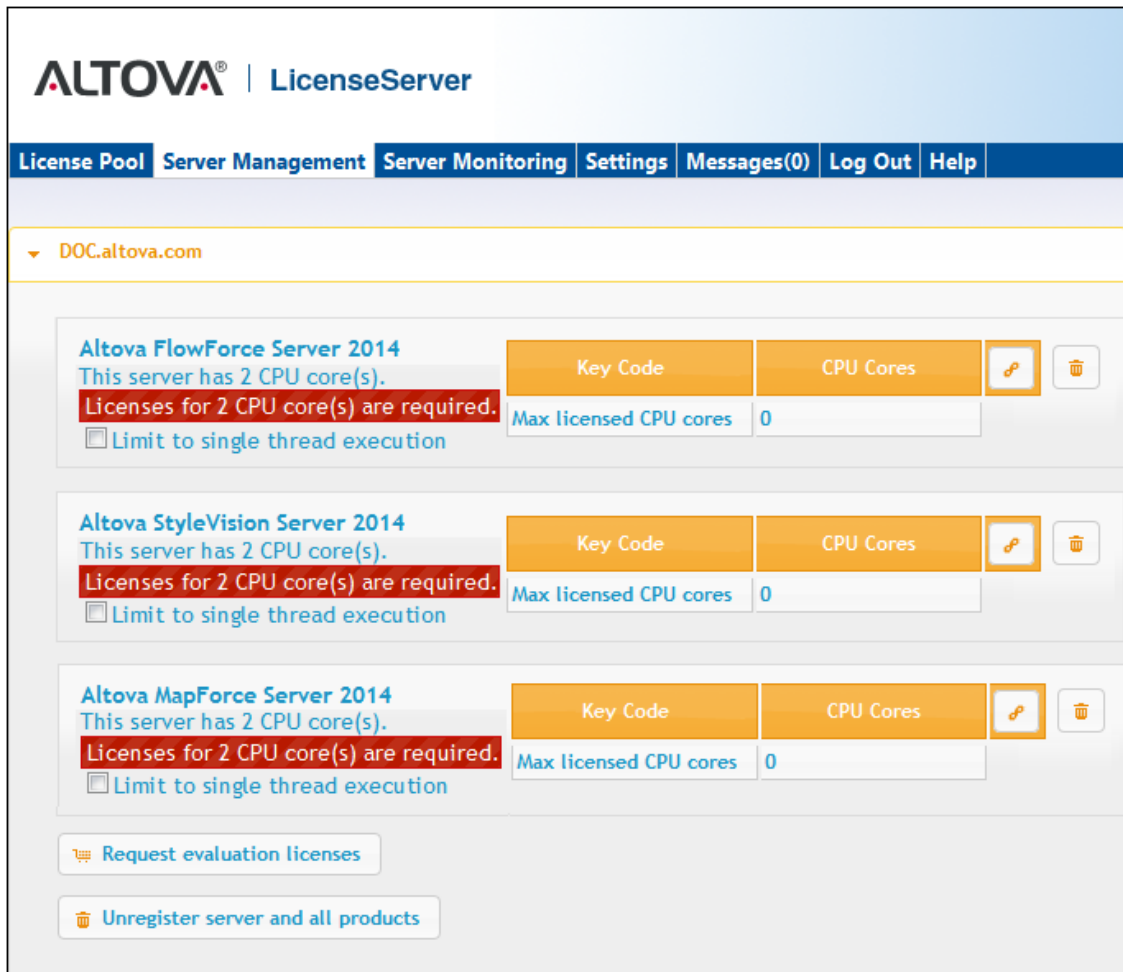 ALTOVA® | LicenseServer
License Pool Server Management Server Monitoring Settings Messages(0) Log Out Help
DOC.altova.com
Altova FlowForce Server 2014
This server has 2 CPU core(s).
Licenses for 2 CPU core(s) are required.
Limit to single thread execution
Key Code CPU Cores
Max licensed CPU cores 0
Altova StyleVision Server 2014
This server has 2 CPU core(s).
Licenses for 2 CPU core(s) are required.
Limit to single thread execution
Key Code CPU Cores
Max licensed CPU cores 0
Altova MapForce Server 2014
This server has 2 CPU core(s).
Licenses for 2 CPU core(s) are required.
Limit to single thread execution
Key Code CPU Cores
Max licensed CPU cores 0
Request evaluation licenses
Unregister server and all products